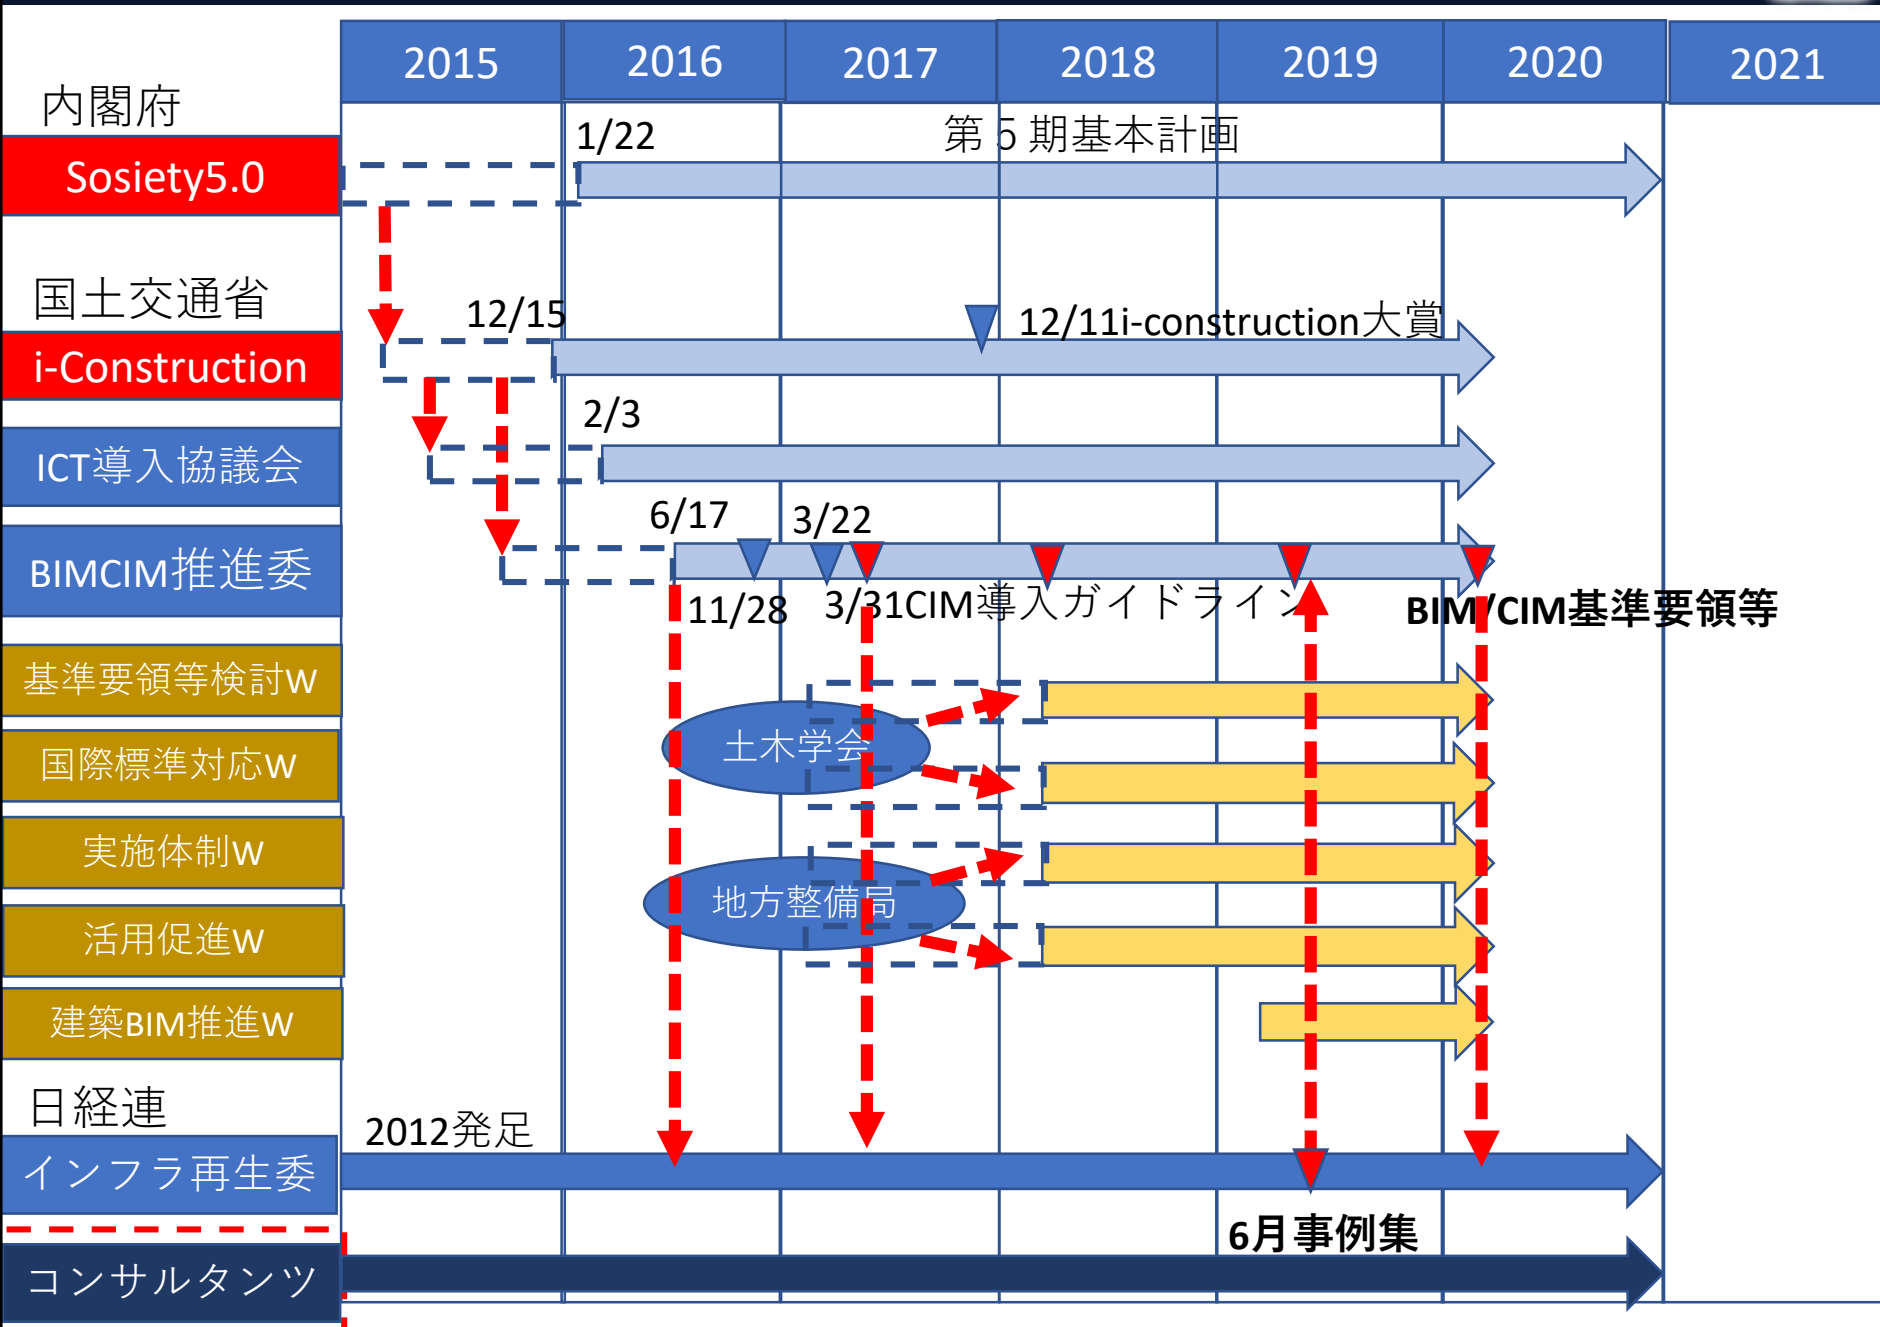 2015 2016 2017 2018 2019 2020 2021
内閣府
1/22 第5期基本計画
Sosiety5.0
国土交通省
12/15 12/11i-construction大賞
i-Construction
2/3
ICT導入協議会
6/17 3/22
BIMCIM推進委
11/28 3/31CIM導入ガイドライン BIM/CIM基準要領等
基準要領等検討W
土木学会
国際標準対応W
実施体制W
地方整備局
活用促進W
建築BIM推進W
日経連
2012発足
インフラ再生委
6月事例集
コンサルタンツ